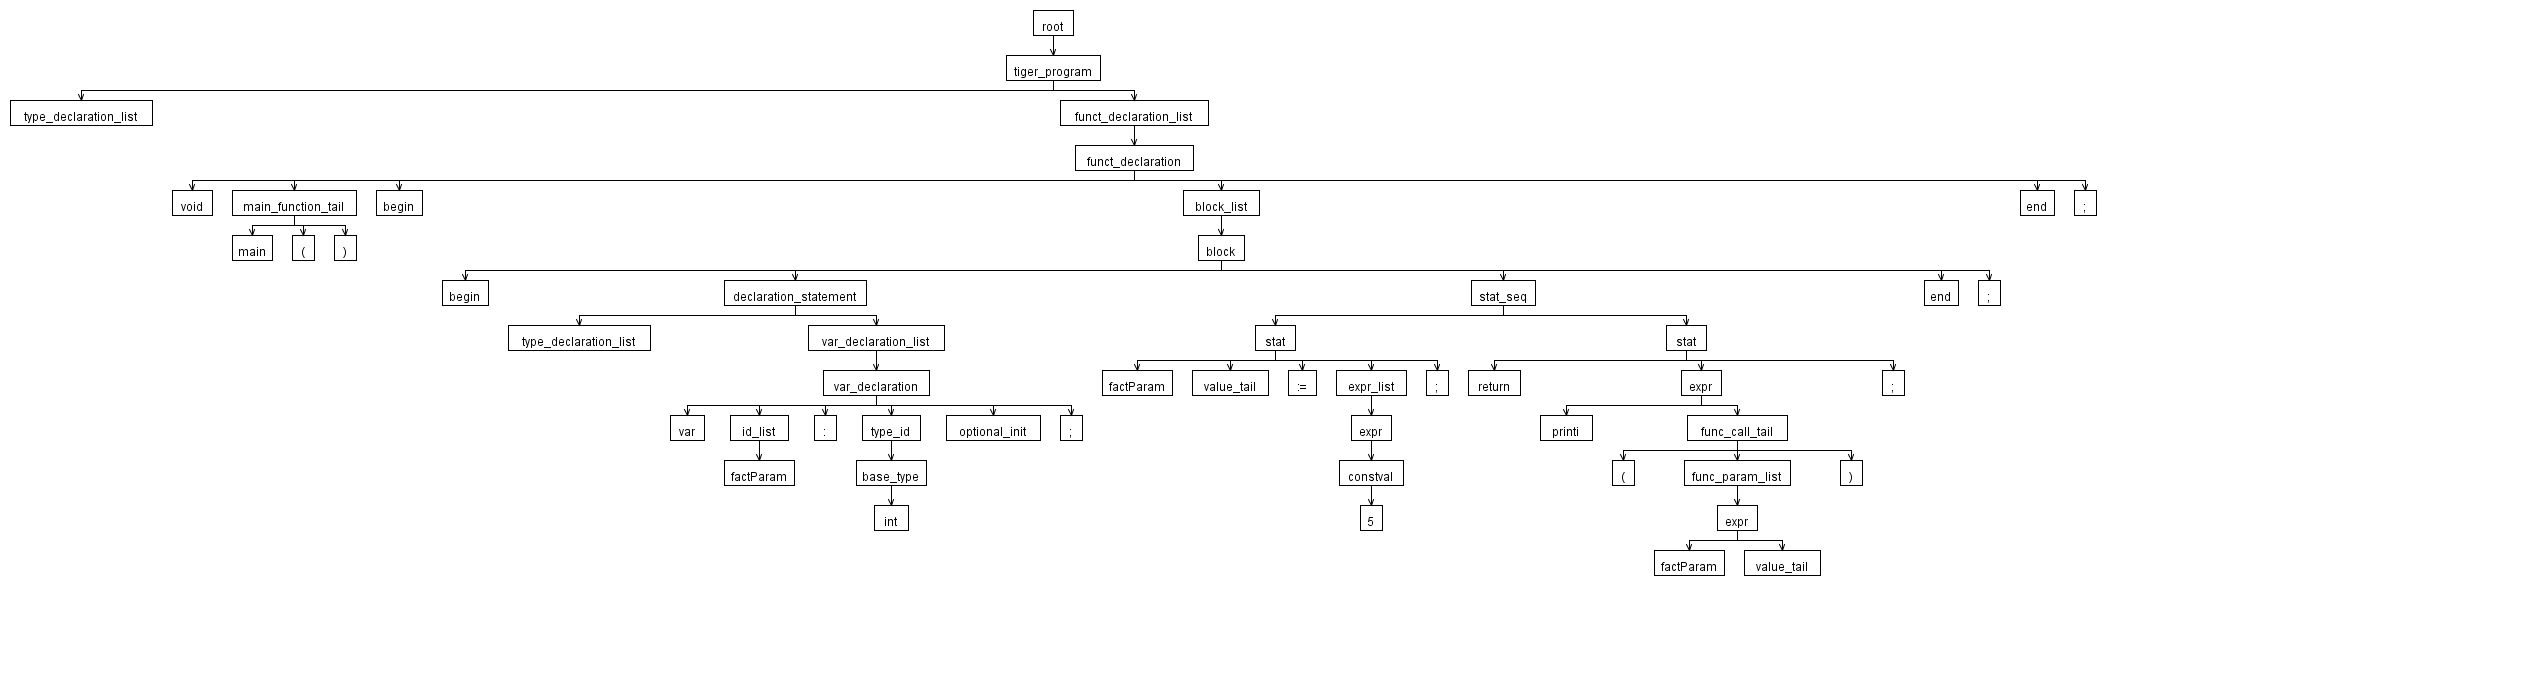 root
tiger_program
type_declaration_list funct_declaration_list
funct_declaration
void main_function_tail begin block_list end ;
main ( ) block
begin declaration_statement stat_seq end ;
type_declaration_list var_declaration_list stat stat
var_declaration factParam value_tail := expr_list ; return expr ;
var id_list : type_id optional_init ; expr printi func_call_tail
factParam base_type constval ( func_param_list )
int 5 expr
factParam value_tail